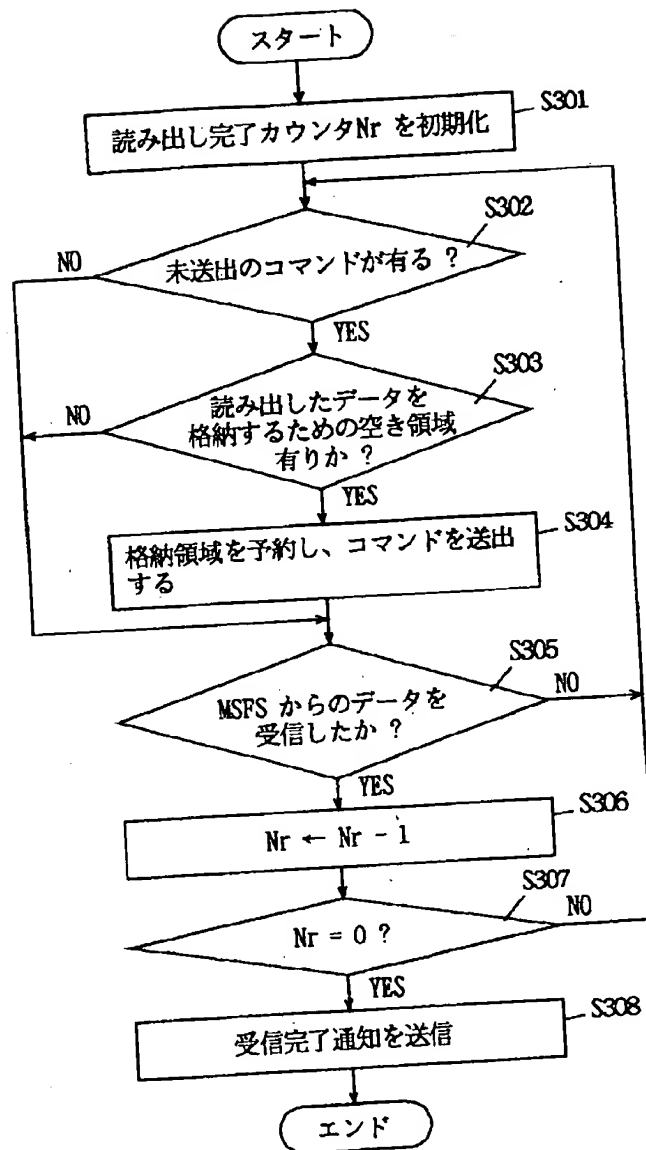 スタート
S301
読み出し完了カウンタNr を初期化
S302
未送出のコマンドが有る ?
NO
YES
S303
読み出したデータを
格納するための空き領域
有りか ?
NO
YES
S304
格納領域を予約し、コマンドを送出
する
S305
MSFS からのデータを
受信したか ?
NO
YES
S306
Nr ← Nr - 1
S307
Nr = 0 ?
NO
YES
S308
受信完了通知を送信
エンド